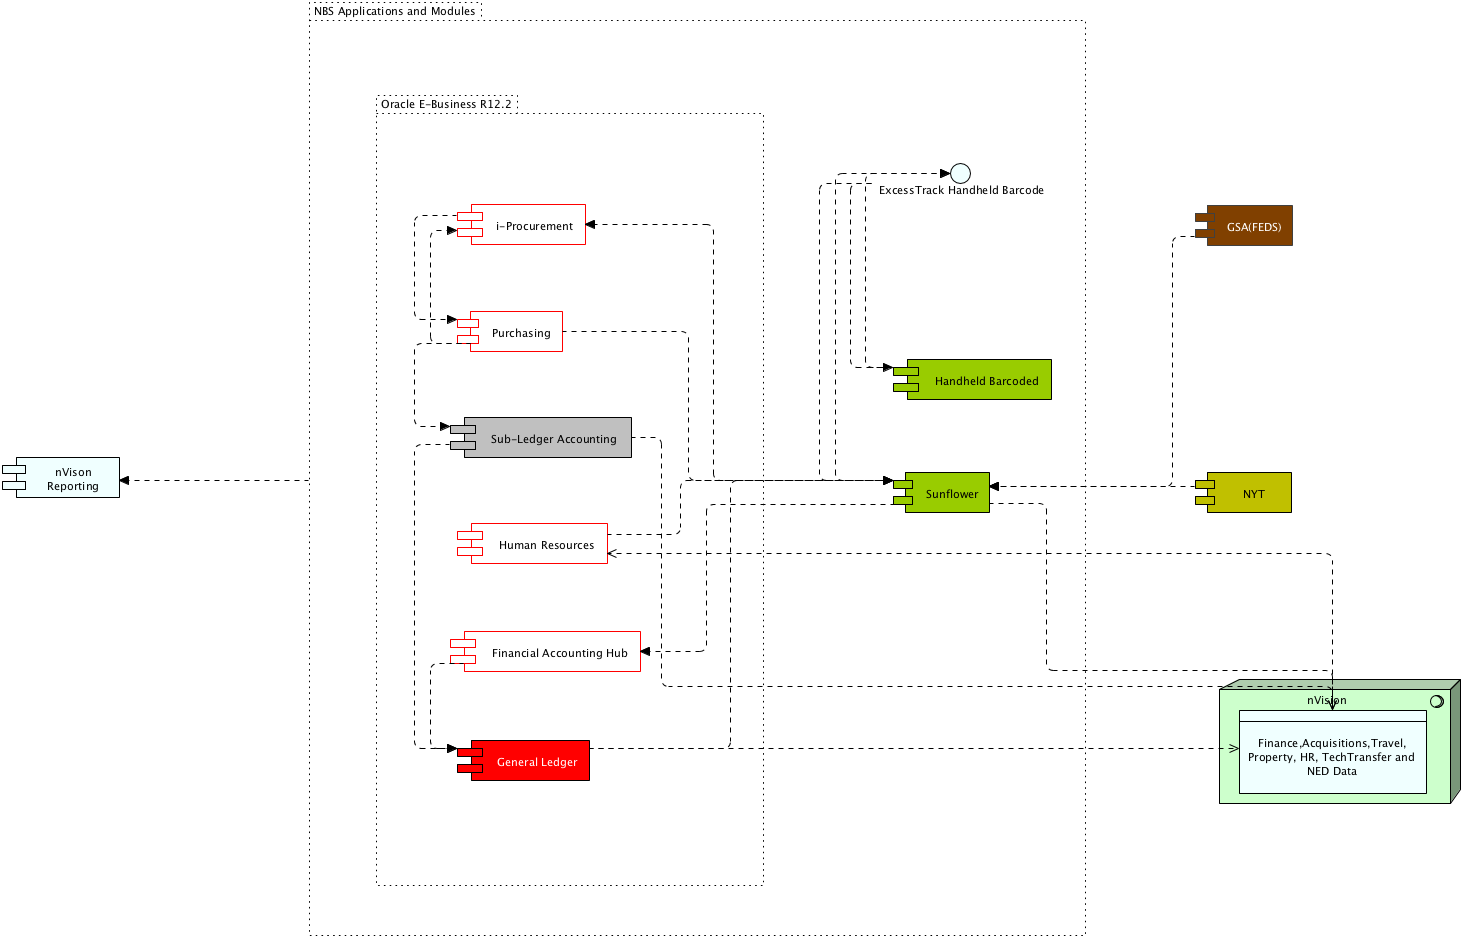 NBS Applications and Modules
Oracle E-Business R12.2
ExcessTrack Handheld Barcode
i-Procurement
GSA(FEDS)
Purchasing
Handheld Barcoded
Sub-Ledger Accounting
nVison
Reporting
Sunflower
NYT
Human Resources
Financial Accounting Hub
nVision
General Ledger
Finance,Acquisitions,Travel,
Property, HR, TechTransfer and
NED Data